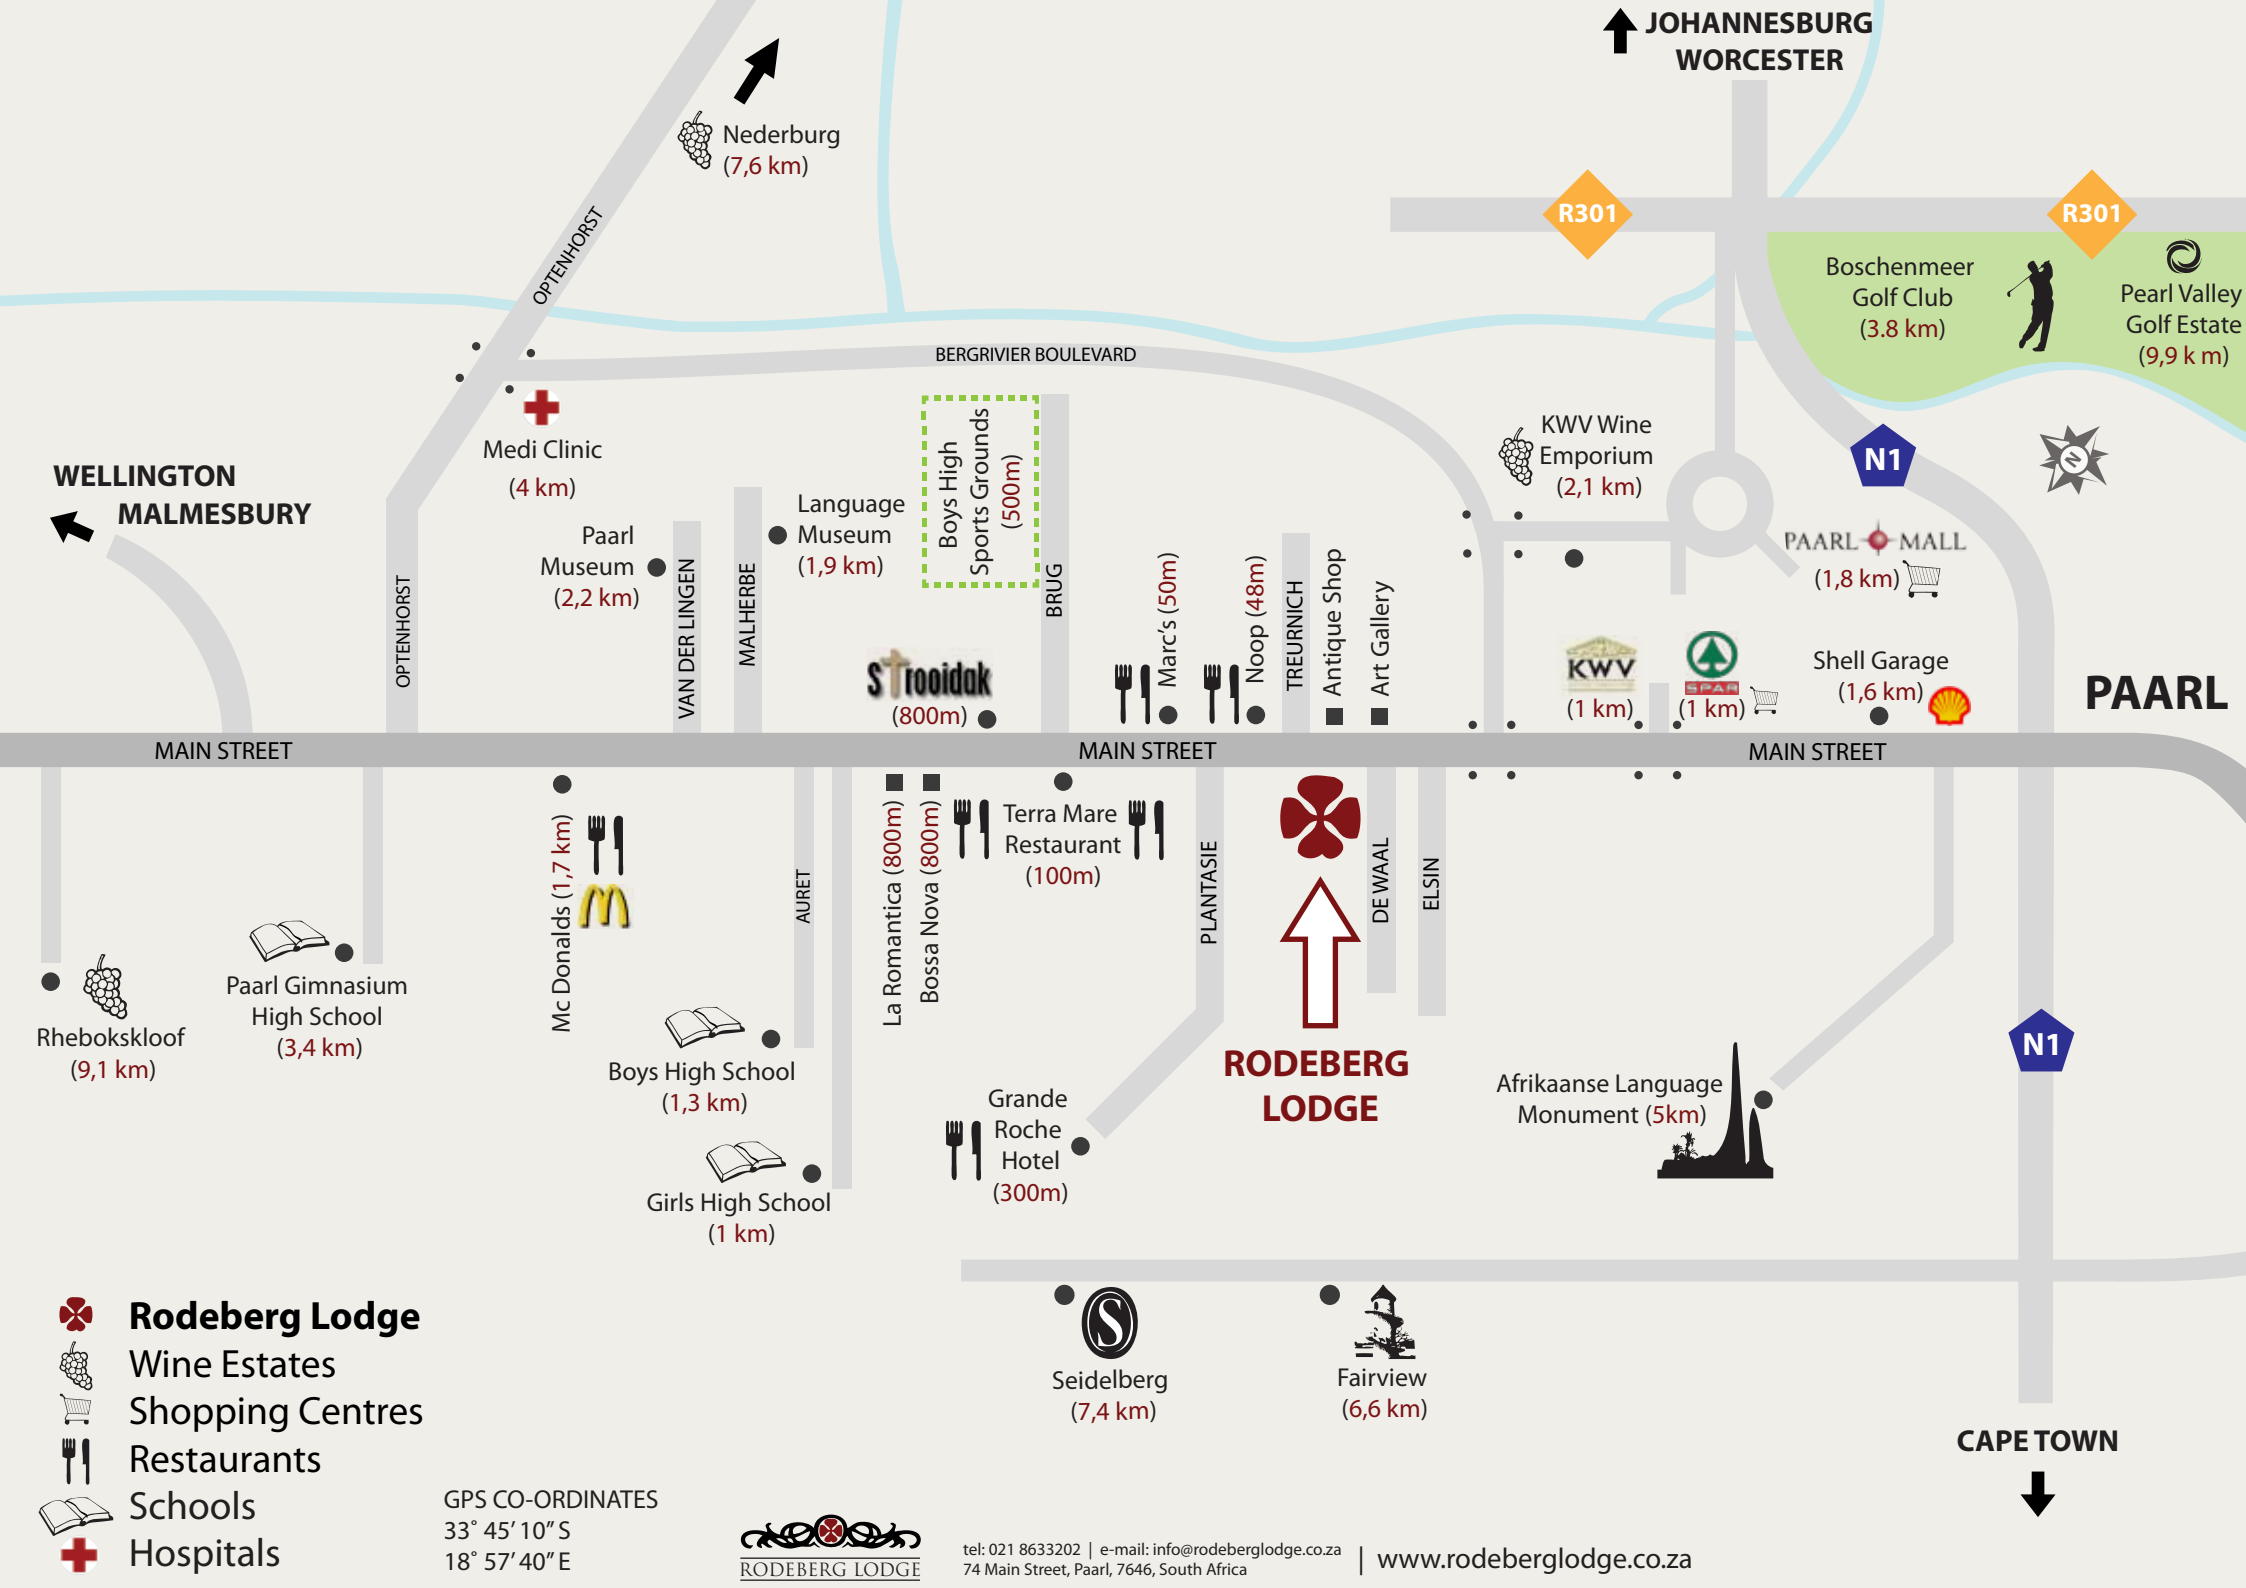 JOHANNESBURG
WORCESTER
Nederburg
(7,6 km)
OPTENHORST
R301
R301
Boschenmeer
Golf Club
(3.8 km)
Pearl Valley
Golf Estate
(9,9 k m)
BERGRIVIER BOULEVARD
Medi Clinic
(4 km)
WELLINGTON
MALMESBURY
Boys High
Sports Grounds
(500m)
KWV Wine
Emporium
(2,1 km)
N1
N
Language
Museum
(1,9 km)
Paarl
Museum
(2,2 km)
PAARL MALL
(1,8 km)
OPTENHORST
VAN DER LINGEN
MALHERBE
BRUG
Marc's (50m)
Noop (48m)
TREURNICH
Antique Shop
Art Gallery
Strooidak
(800m)
KWV
(1 km)
SPAR
(1 km)
Shell Garage
(1,6 km)
PAARL
MAIN STREET
MAIN STREET
MAIN STREET
Mc Donalds (1,7 km)
AURET
La Romantica (800m)
Bossa Nova (800m)
Terra Mare
Restaurant
(100m)
PLANTASIE
DE WAAL
ELSIN
Rhebokskloof
(9,1 km)
Paarl Gimnasium
High School
(3,4 km)
Boys High School
(1,3 km)
Girls High School
(1 km)
Grande
Roche
Hotel
(300m)
RODEBERG
LODGE
Afrikaanse Language
Monument (5km)
N1
S
Seidelberg
(7,4 km)
Fairview
(6,6 km)
CAPE TOWN
Rodeberg Lodge
Wine Estates
Shopping Centres
Restaurants
Schools
Hospitals
GPS CO-ORDINATES
33° 45' 10" S
18° 57' 40" E
RODEBERG LODGE
tel: 021 8633202 | e-mail: info@rodeberglodge.co.za
74 Main Street, Paarl, 7646, South Africa
| www.rodeberglodge.co.za